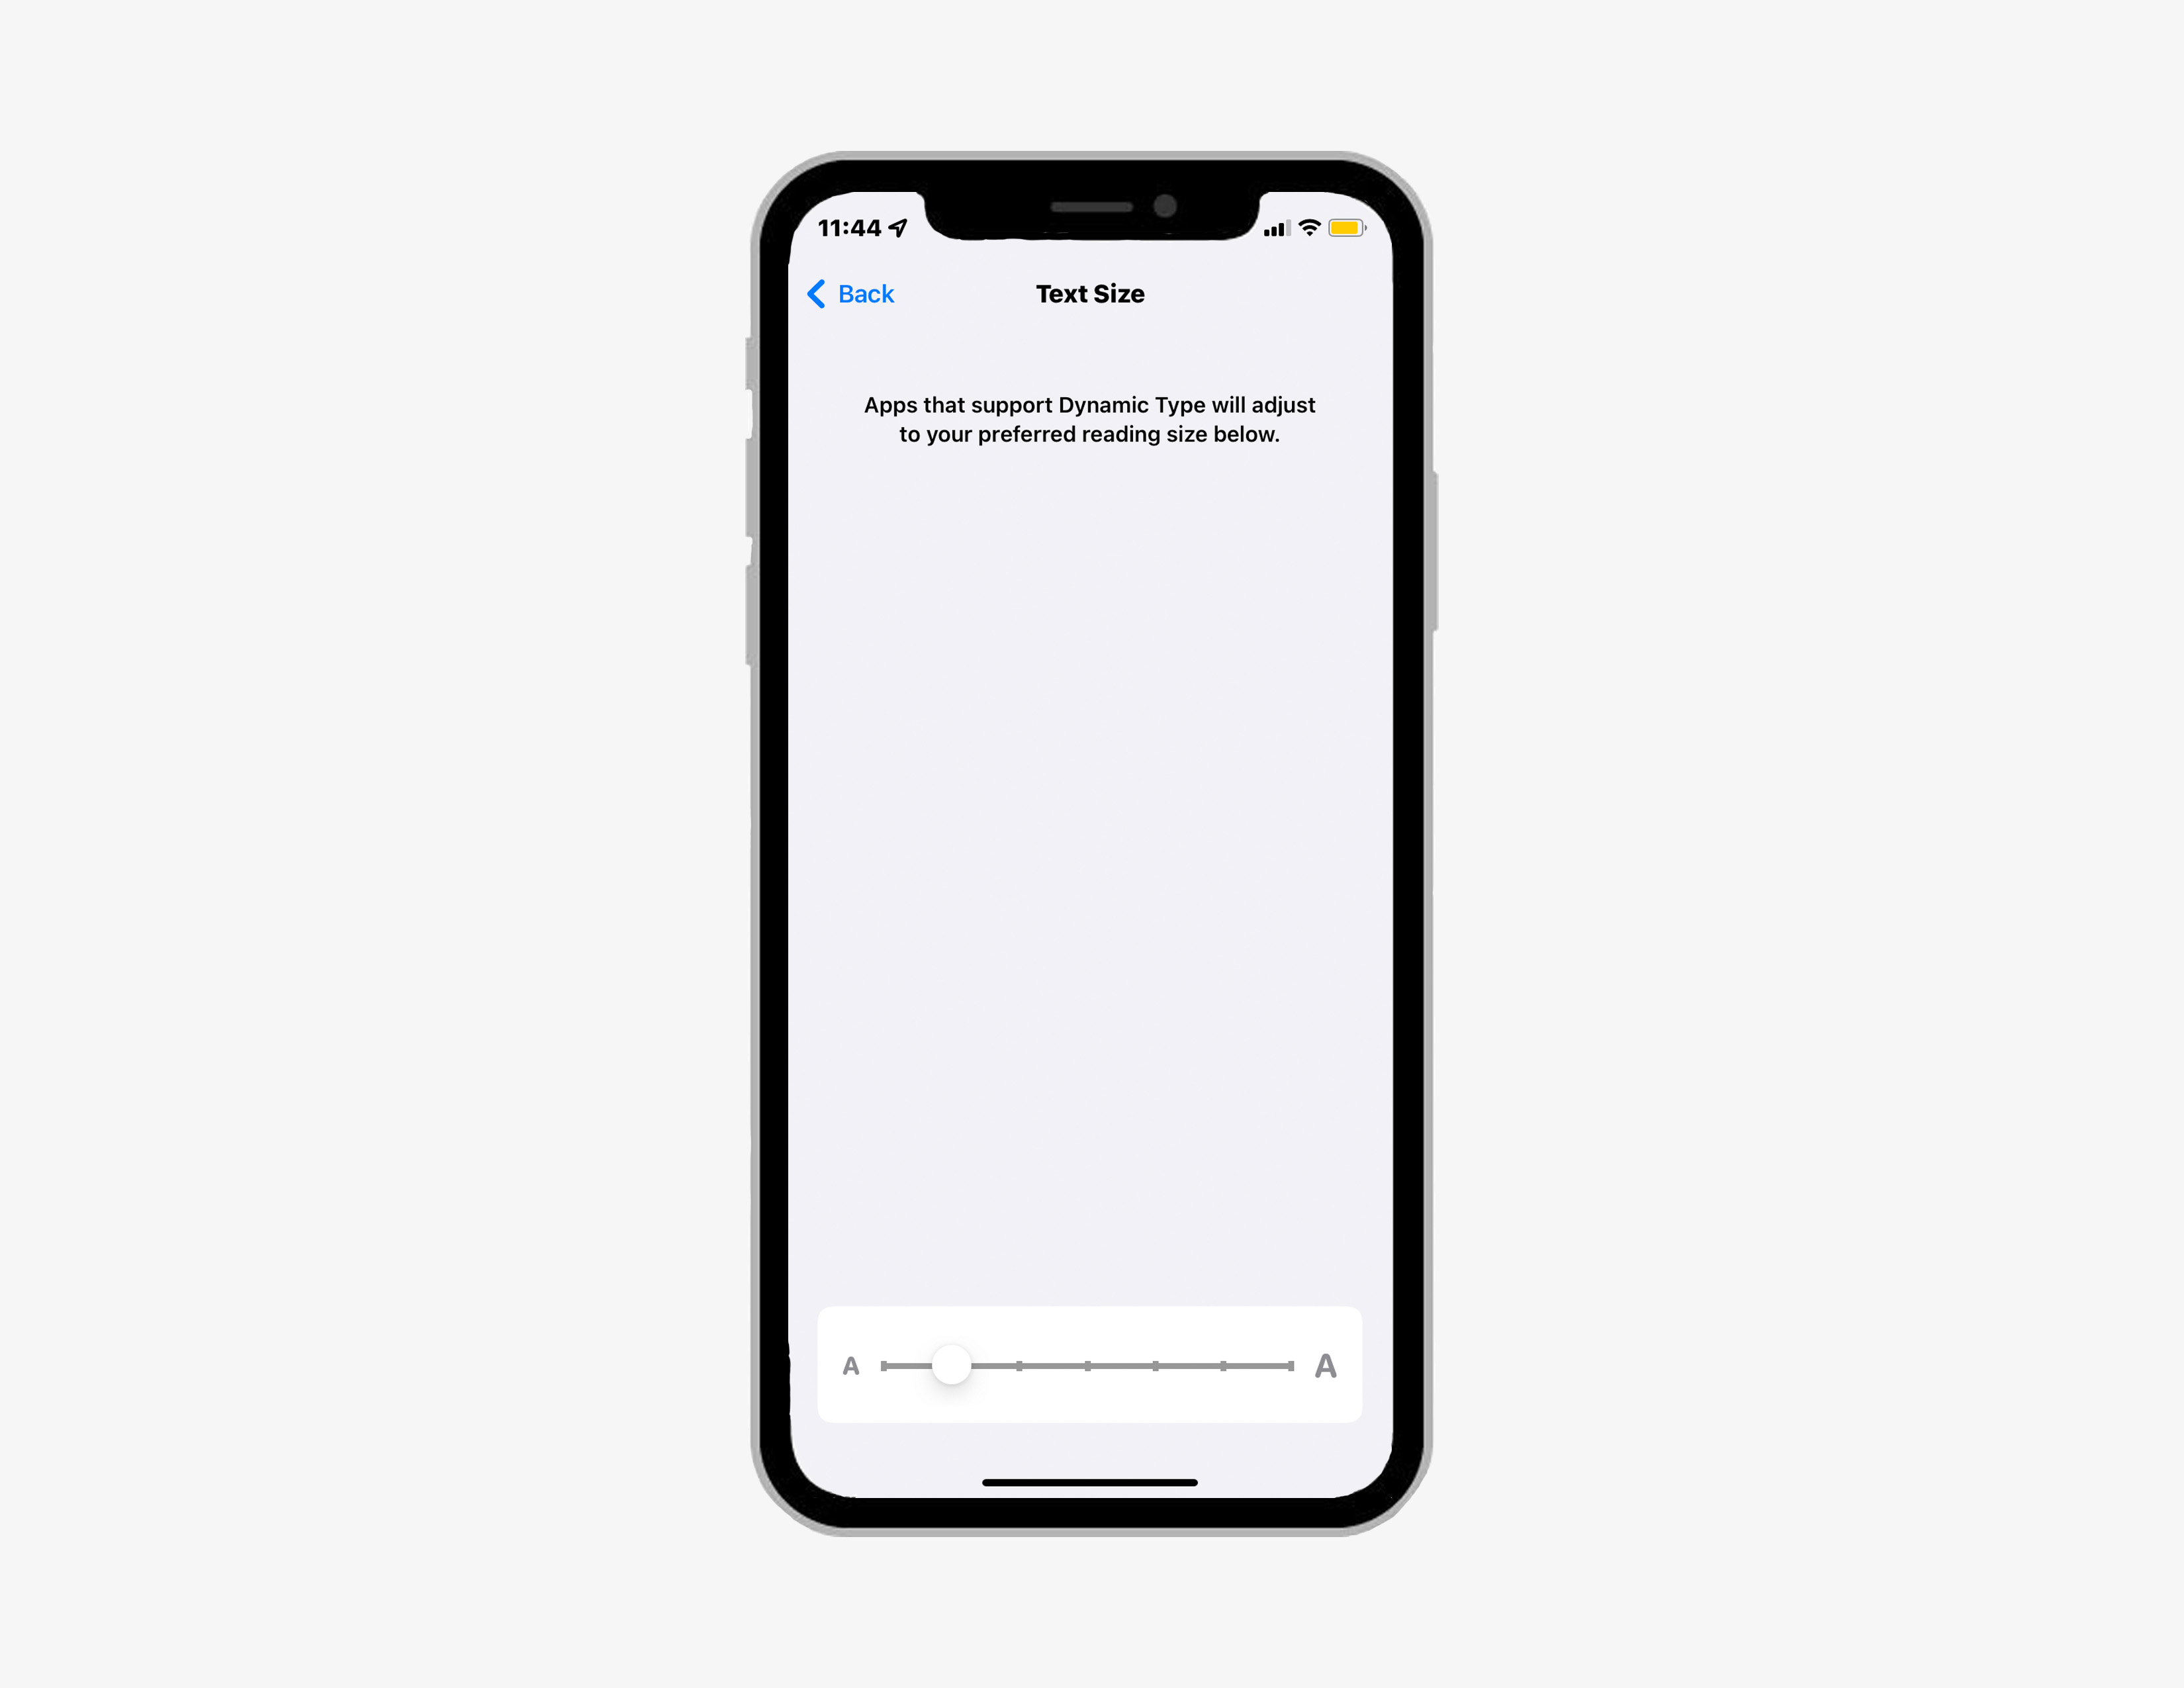 11:44
Back
Text Size
Apps that support Dynamic Type will adjust
to your preferred reading size below.
A A